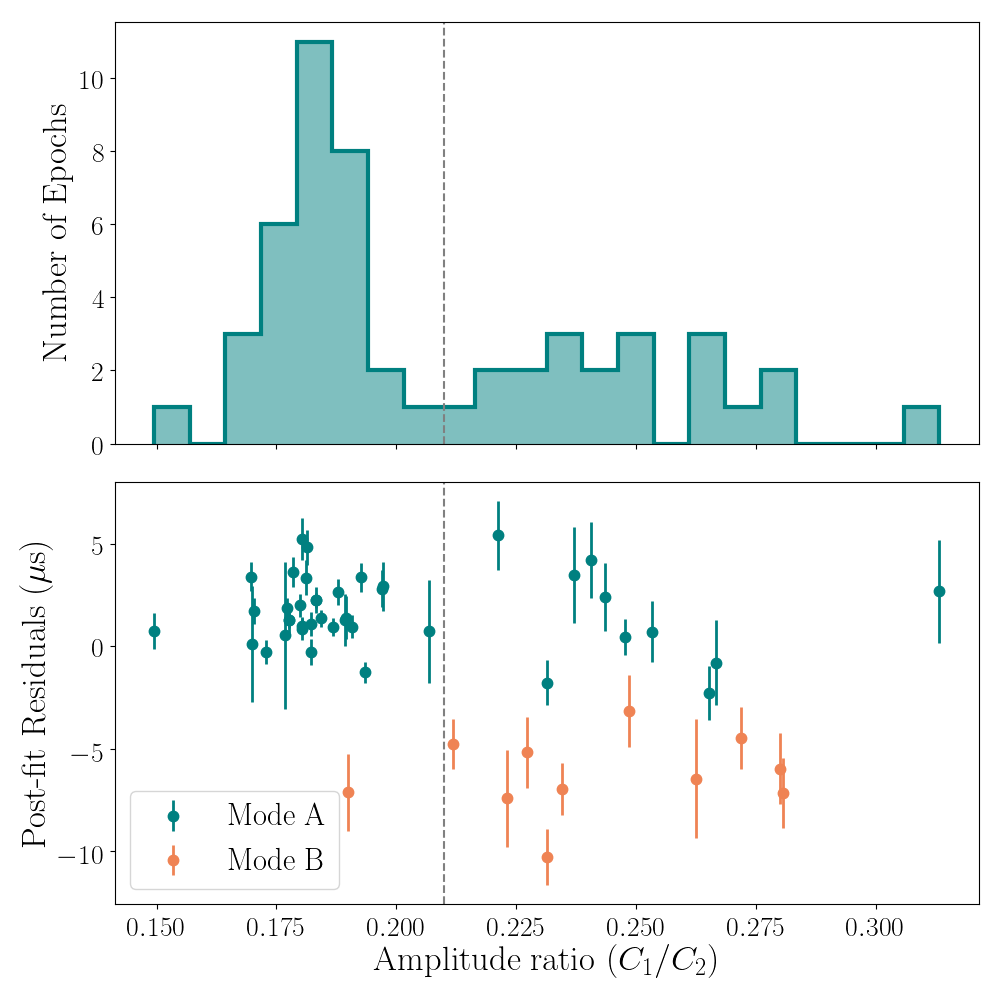 10
8
6
4
2
0
Number of Epochs
5
0
−5
−10
Post-fit Residuals (μs)
Mode A
Mode B
0.150 0.175 0.200 0.225 0.250 0.275 0.300
Amplitude ratio (C₁/C₂)